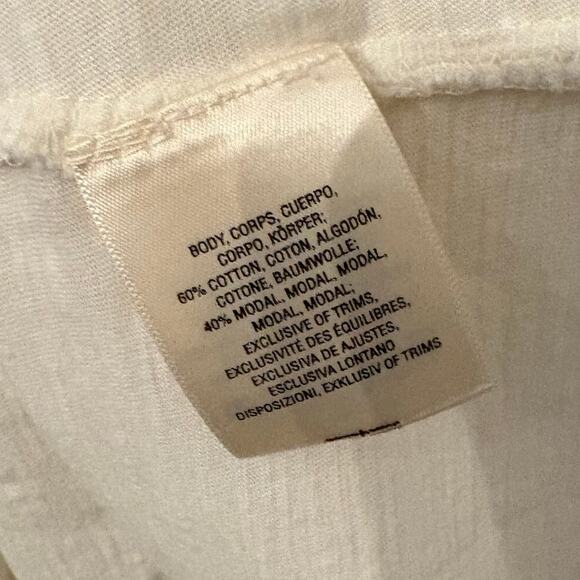 BODY, CORPS, CUERPO,
CORPO, KÖRPER;
60% COTTON, COTON, ALGODÓN,
COTONE, BAUMWOLLE;
40% MODAL, MODAL, MODAL,
MODAL, MODAL;
EXCLUSIVE OF TRIMS,
EXCLUSIVITÉ DES ÉQUILIBRES,
EXCLUSIVA DE AJUSTES,
ESCLUSIVA LONTANO
DISPOSIZIONI, EXKLUSIV OF TRIMS